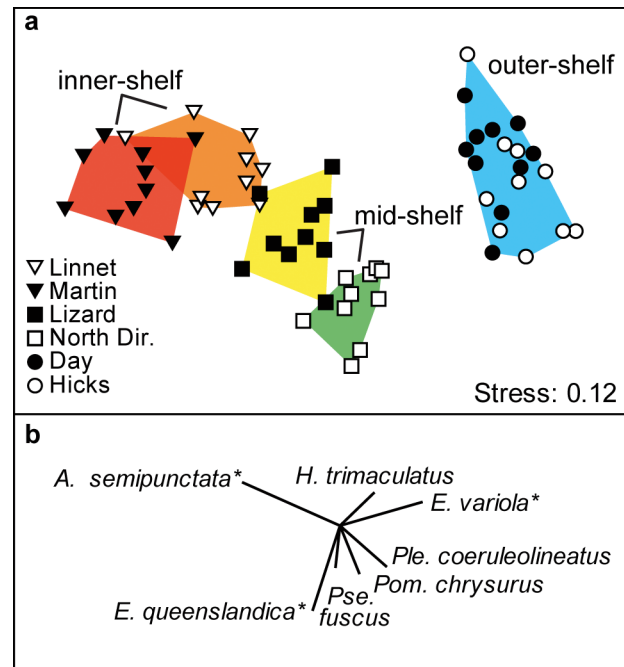 a
inner-shelf
outer-shelf
mid-shelf
Linnet
Martin
Lizard
North Dir.
Day
Hicks
Stress: 0.12
b
A. semipunctata*
H. trimaculatus
E. variola*
Ple. coeruleolineatus
Pom. chrysurus
Pse.
fuscus
E. queenslandica*